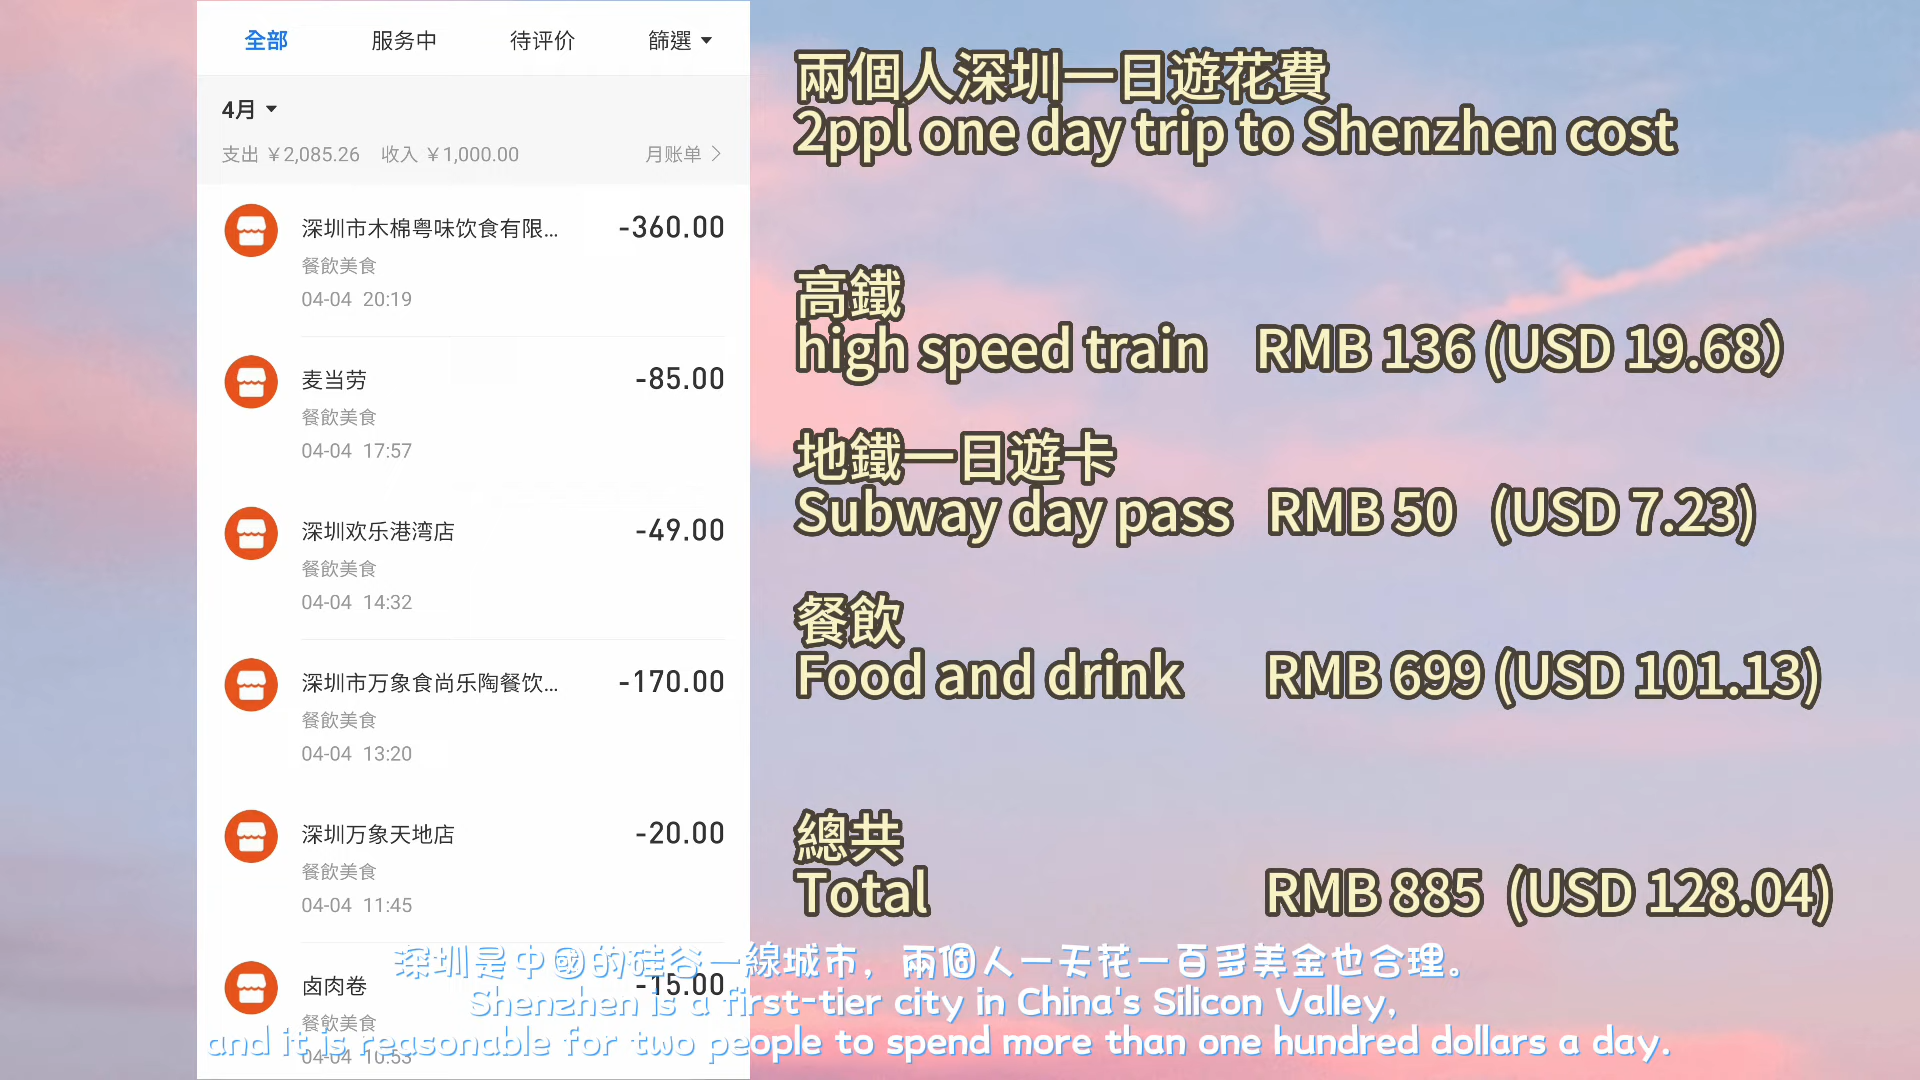 全部
服务中
待评价
篩選
4月
支出 ￥2,085.26 收入 ￥1,000.00
月账单
深圳市木棉粤味饮食有限...
-360.00
餐飲美食
04-04 20:19
麦当劳
-85.00
餐飲美食
04-04 17:57
深圳欢乐港湾店
-49.00
餐飲美食
04-04 14:32
深圳市万象食尚乐陶餐饮...
-170.00
餐飲美食
04-04 13:20
深圳万象天地店
-20.00
餐飲美食
04-04 11:45
卤肉卷
-15.00
餐飲美食
04-04 10:53
兩個人深圳一日遊花費
2ppl one day trip to Shenzhen cost
高鐵
high speed train RMB 136 (USD 19.68）
地鐵一日遊卡
Subway day pass RMB 50 (USD 7.23)
餐飲
Food and drink RMB 699 (USD 101.13)
總共
Total RMB 885 (USD 128.04)
深圳是中國的硅谷一線城市，兩個人一天花一百多美金也合理。
Shenzhen is a first-tier city in China's Silicon Valley,
and it is reasonable for two people to spend more than one hundred dollars a day.